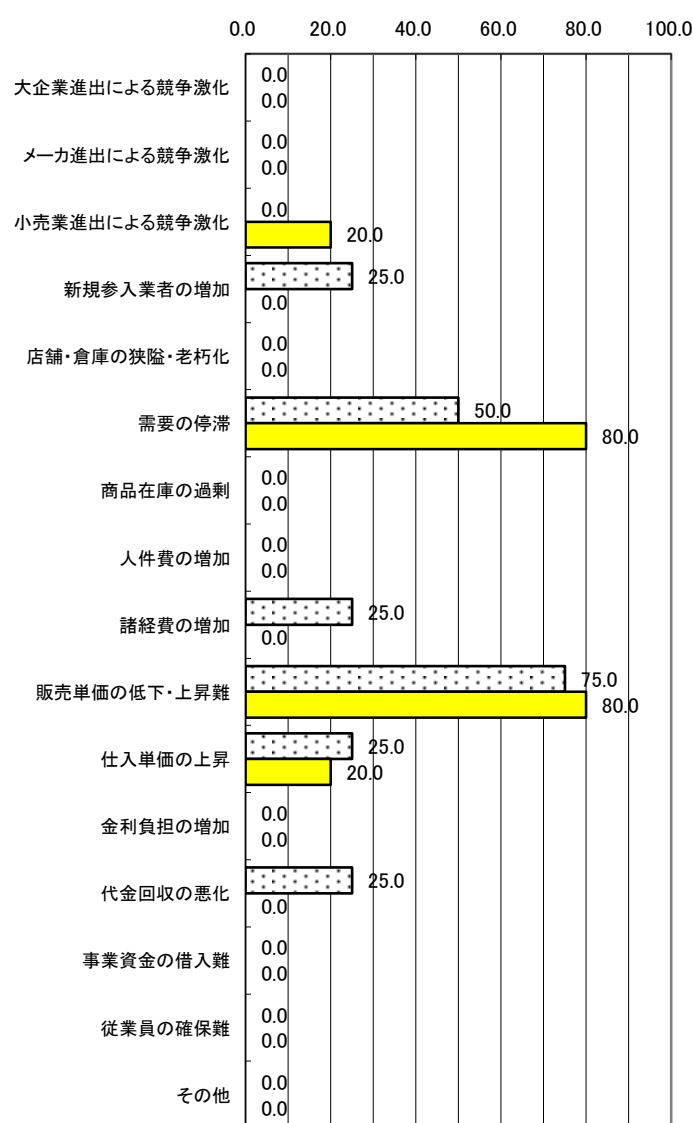 0.0 20.0 40.0 60.0 80.0 100.0
大企業進出による競争激化
0.0
0.0
メーカ進出による競争激化
0.0
0.0
小売業進出による競争激化
0.0
20.0
新規参入業者の増加
25.0
0.0
店舗・倉庫の狭隘・老朽化
0.0
0.0
需要の停滞
50.0
80.0
商品在庫の過剰
0.0
0.0
人件費の増加
0.0
0.0
諸経費の増加
25.0
0.0
販売単価の低下・上昇難
75.0
80.0
仕入単価の上昇
25.0
20.0
金利負担の増加
0.0
0.0
代金回収の悪化
25.0
0.0
事業資金の借入難
0.0
0.0
従業員の確保難
0.0
0.0
その他
0.0
0.0